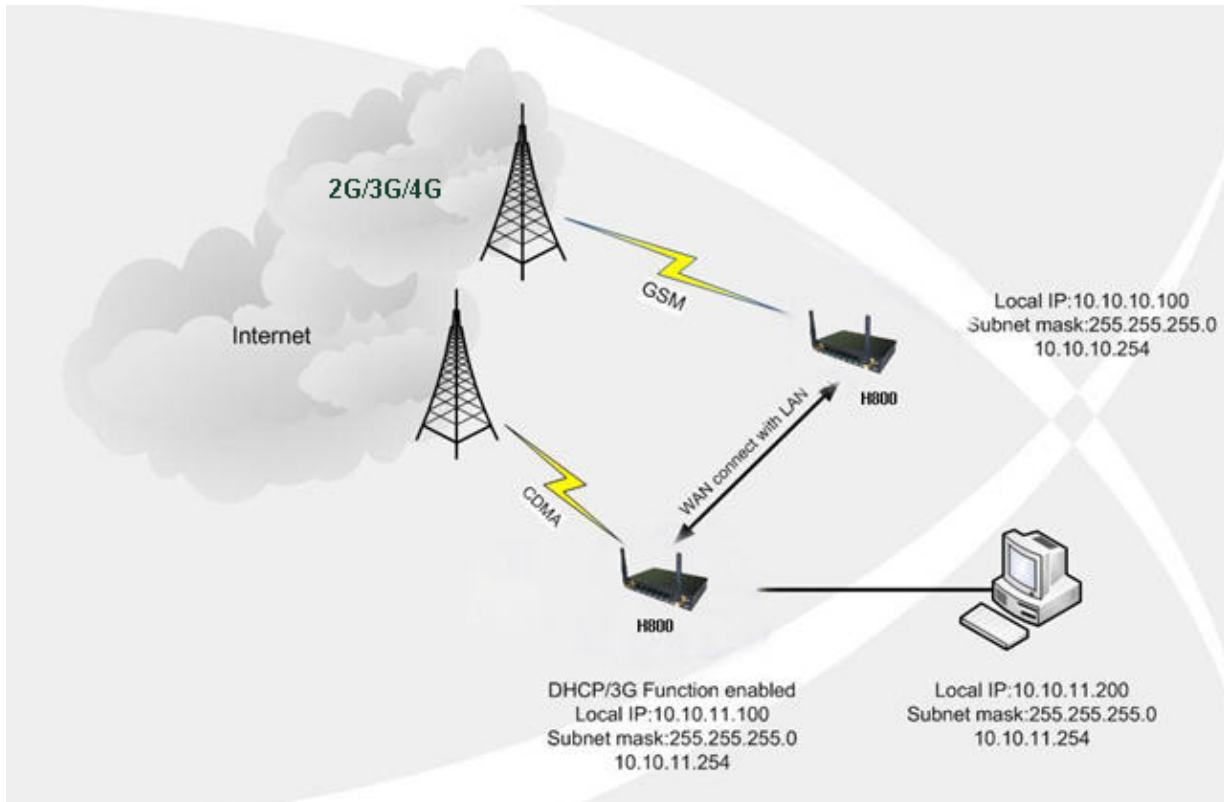 2G/3G/4G
GSM
Internet
Local IP:10.10.10.100
Subnet mask:255.255.255.0
10.10.10.254
H800
WAN connect with LAN
CDMA
H800
DHCP/3G Function enabled
Local IP:10.10.11.100
Subnet mask:255.255.255.0
10.10.11.254
Local IP:10.10.11.200
Subnet mask:255.255.255.0
10.10.11.254